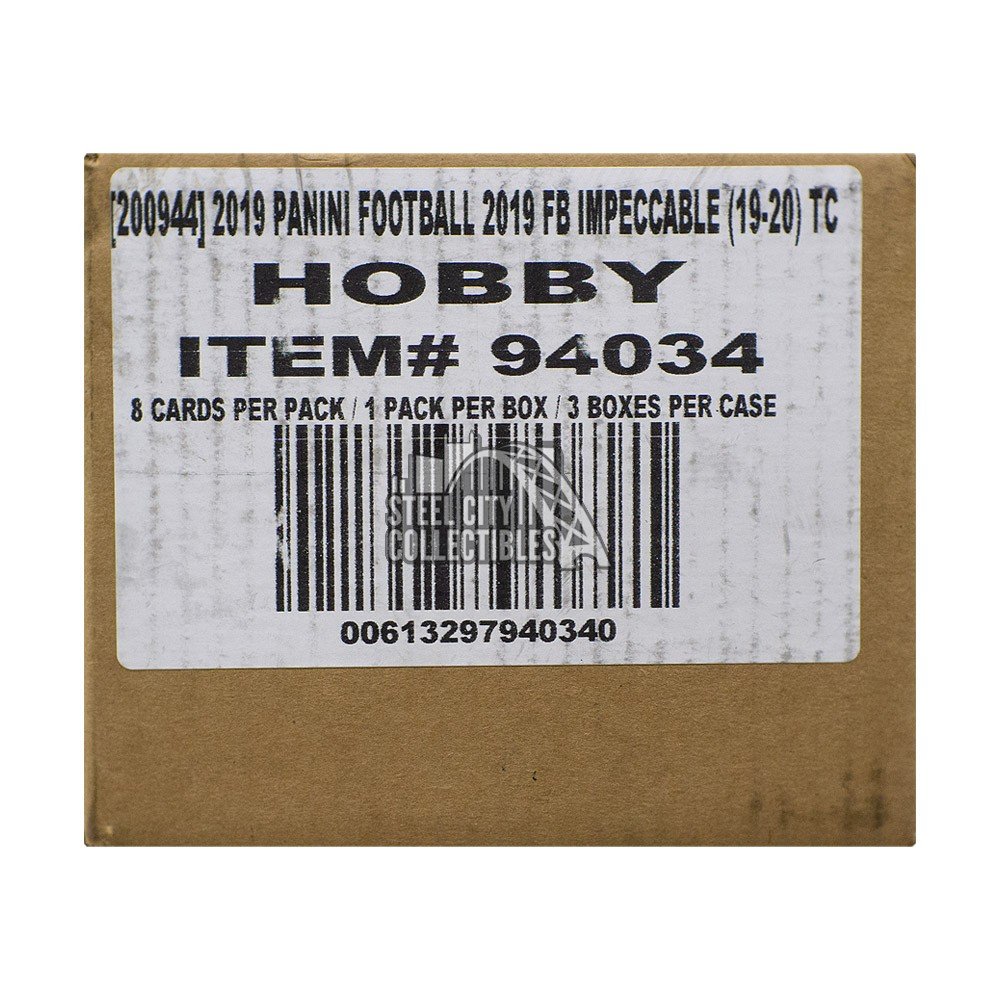 [200944] 2019 PANINI FOOTBALL 2019 FB IMPECCABLE (19-20) TC
HOBBY
ITEM# 94034
8 CARDS PER PACK / 1 PACK PER BOX / 3 BOXES PER CASE
STEEL CITY
COLLECTIBLES
00613297940340